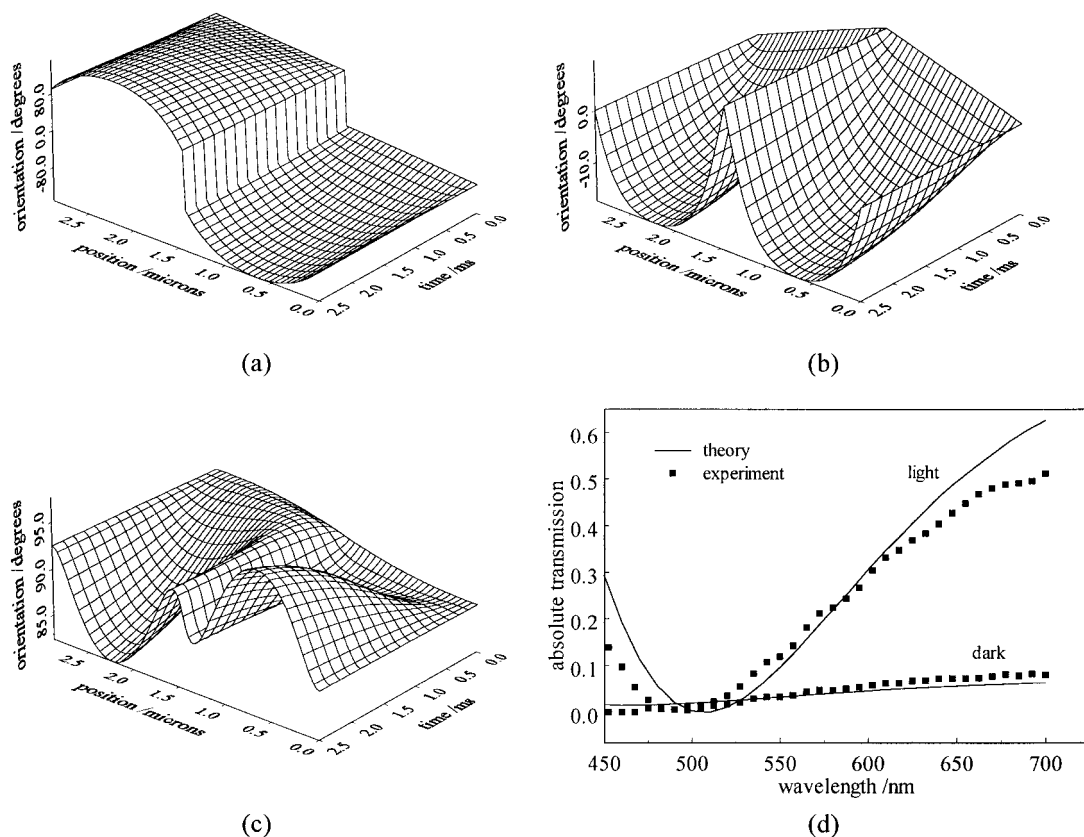 orientation / degrees
80.0
0.0
-80.0
2.5
2.0
1.5
1.0
0.5
0.0
position /microns
2.5
2.0
1.5
1.0
0.5
0.0
time /ms
(a)
orientation / degrees
0.0
-10.0
2.5
2.0
1.5
1.0
0.5
0.0
position /microns
2.5
2.0
1.5
1.0
0.5
0.0
time /ms
(b)
orientation /degrees
95.0
90.0
85.0
2.5
2.0
1.5
1.0
0.5
0.0
position /microns
2.5
2.0
1.5
1.0
0.5
0.0
time /ms
(c)
absolute transmission
0.6
0.5
0.4
0.3
0.2
0.1
0.0
theory
experiment
light
dark
450 500 550 600 650 700
wavelength /nm
(d)